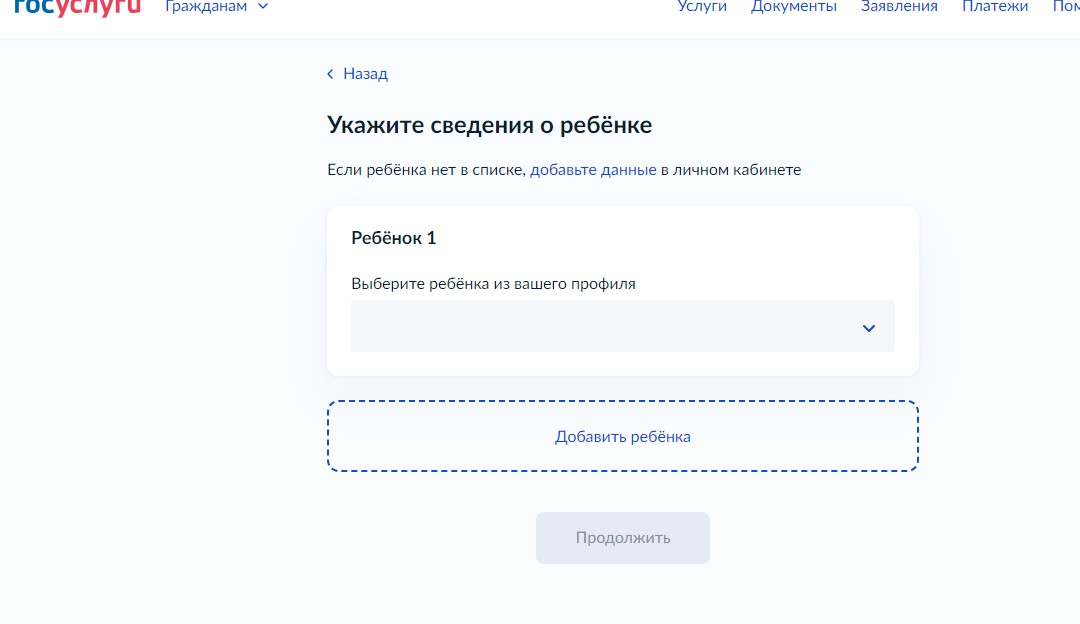 госуслуги Гражданам Услуги Документы Заявления Платежи Пом
Назад
Укажите сведения о ребёнке
Если ребёнка нет в списке, добавьте данные в личном кабинете
Ребёнок 1
Выберите ребёнка из вашего профиля
Добавить ребёнка
Продолжить